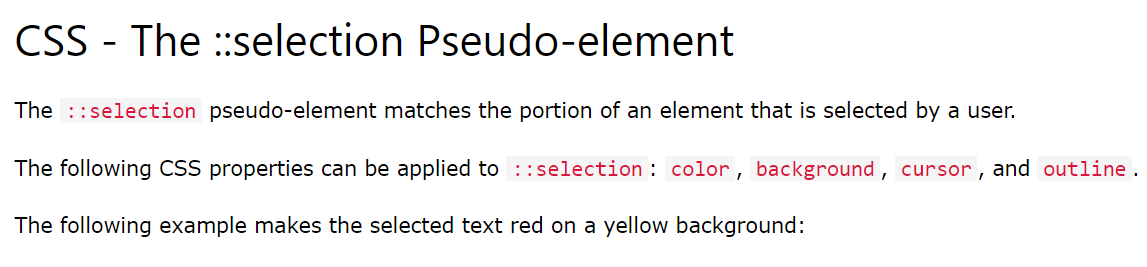 CSS - The ::selection Pseudo-element
The ::selection pseudo-element matches the portion of an element that is selected by a user.
The following CSS properties can be applied to ::selection: color, background, cursor, and outline.
The following example makes the selected text red on a yellow background: